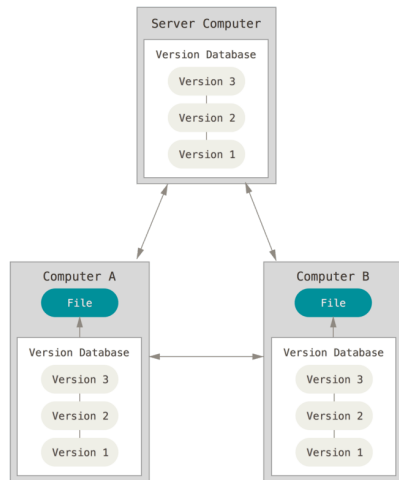 Server Computer
Version Database
Version 3
Version 2
Version 1
Computer A
File
Version Database
Version 3
Version 2
Version 1
Computer B
File
Version Database
Version 3
Version 2
Version 1